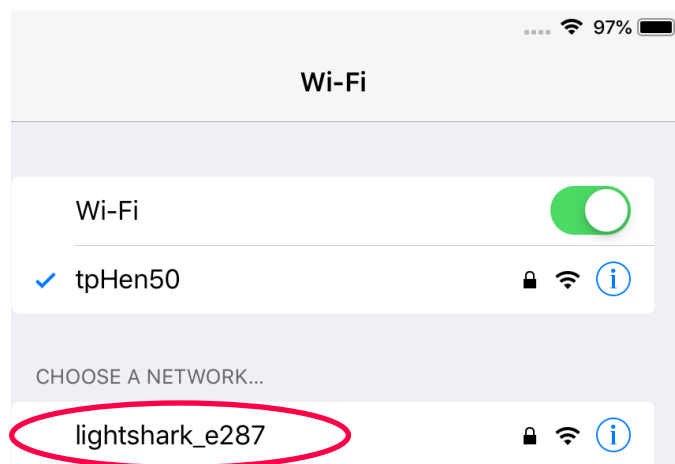 97%
Wi-Fi
Wi-Fi
tpHen50
CHOOSE A NETWORK...
lightshark_e287